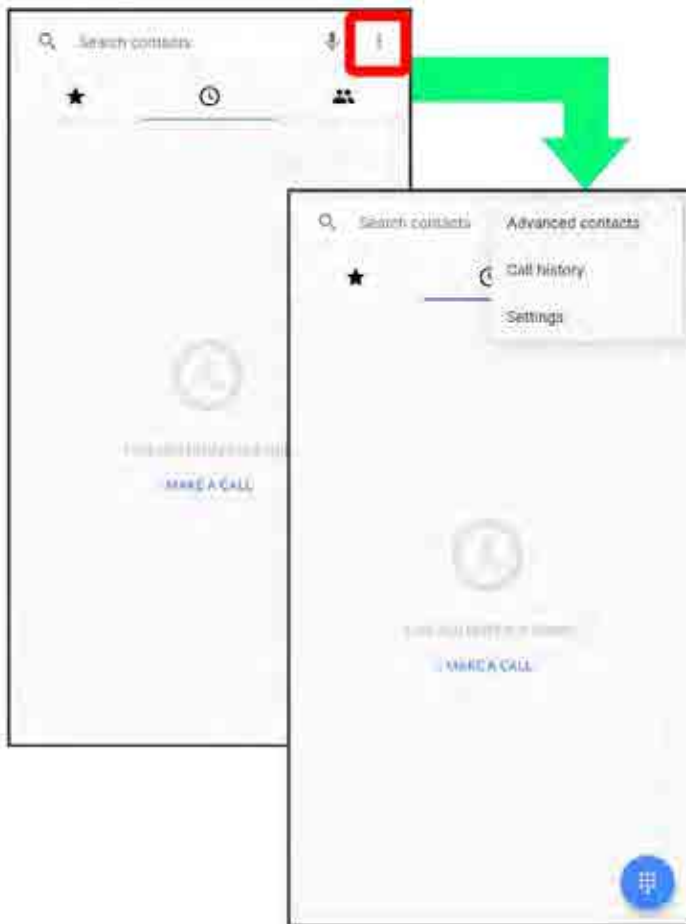 Search contacts
MAKE A CALL
Search contacts
Advanced contacts
Call history
Settings
MAKE A CALL